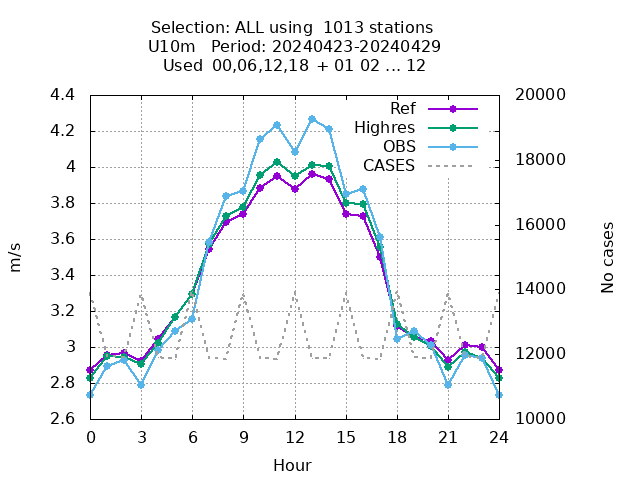 Selection: ALL using  1013 stations
U10m   Period: 20240423-20240429
Used  00,06,12,18  + 01 02 ... 12
4.4
4.2
4
3.8
3.6
3.4
3.2
3
2.8
2.6
m/s
Ref
Highres
OBS
CASES
20000
18000
16000
14000
12000
10000
No cases
0 3 6 9 12 15 18 21 24
Hour